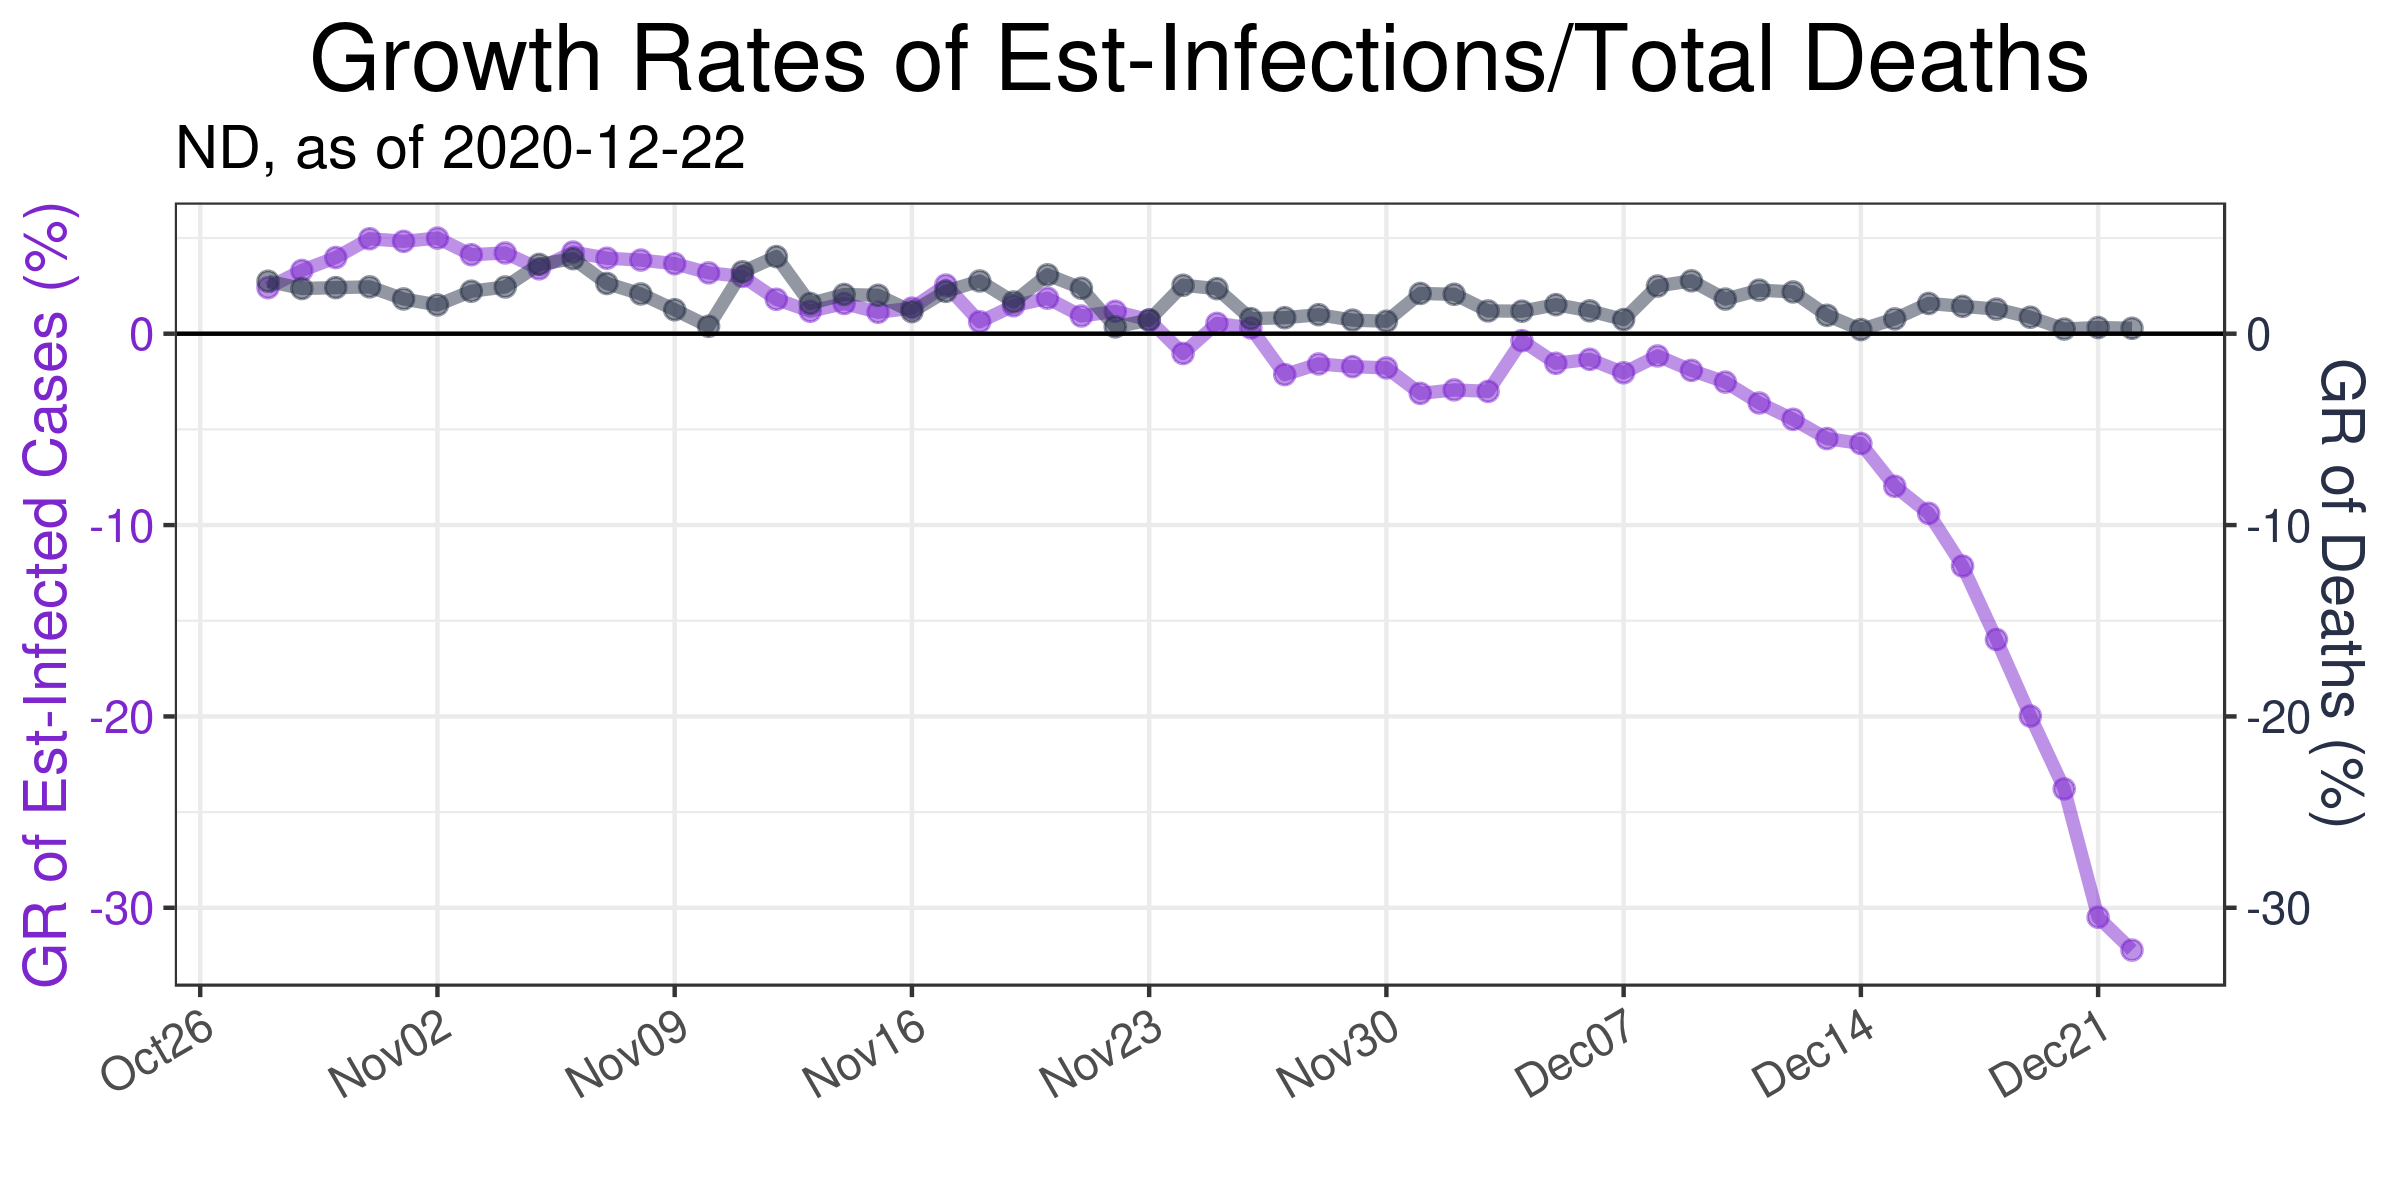 Growth Rates of Est-Infections/Total Deaths
ND, as of 2020-12-22
GR of Est-Infected Cases (%)
0
-10
-20
-30
0
-10
-20
-30
GR of Deaths (%)
Oct26
Nov02
Nov09
Nov16
Nov23
Nov30
Dec07
Dec14
Dec21